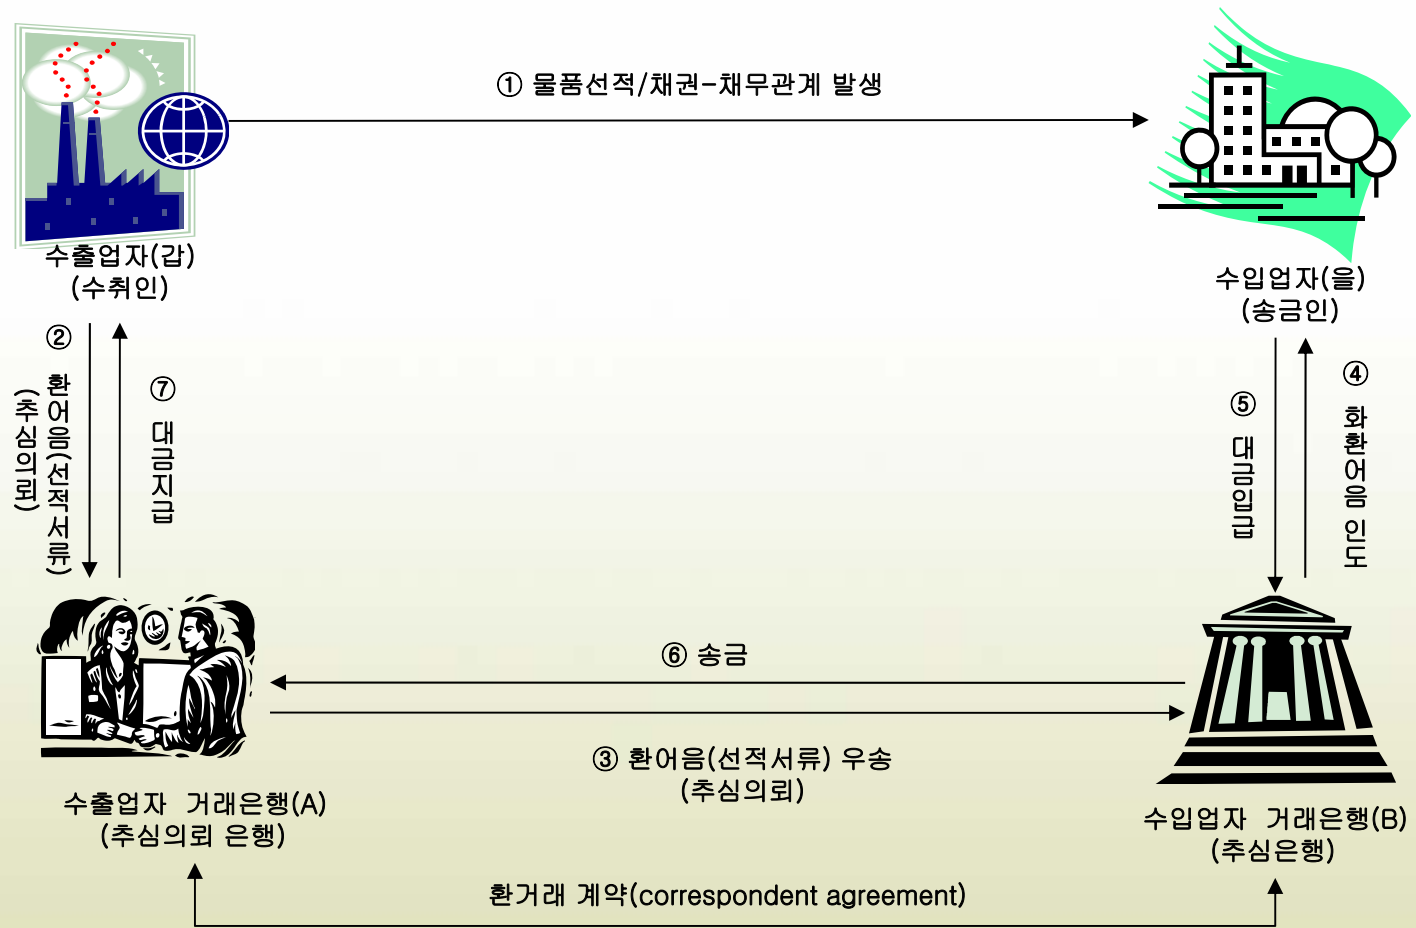 ① 물품선적/채권-채무관계 발생
수출업자(갑)
(수취인)
수입업자(을)
(송금인)
② 환어음(선적서류)
(추심의뢰)
⑦ 대금지급
⑤ 대금입급
④ 화환어음 인도
⑥ 송금
③ 환어음(선적서류) 우송
(추심의뢰)
수출업자 거래은행(A)
(추심의뢰 은행)
수입업자 거래은행(B)
(추심은행)
환거래 계약(correspondent agreement)